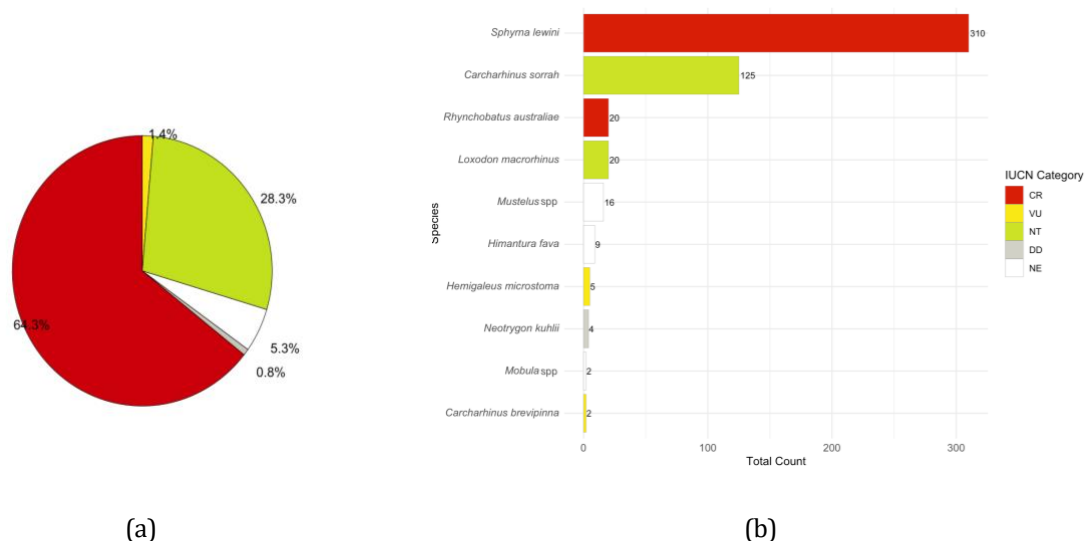 1.4%
28.3%
64.3%
5.3%
0.8%
(a)
Species
Sphyrna lewini 310
Carcharhinus sorrah 125
Rhynchobatus australiae 20
Loxodon macrorhinus 20
Mustelus spp 16
Himantura fava 9
Hemigaleus microstoma 5
Neotrygon kuhlii 4
Mobula spp 2
Carcharhinus brevipinna 2
0 100 200 300
Total Count
IUCN Category
CR
VU
NT
DD
NE
(b)